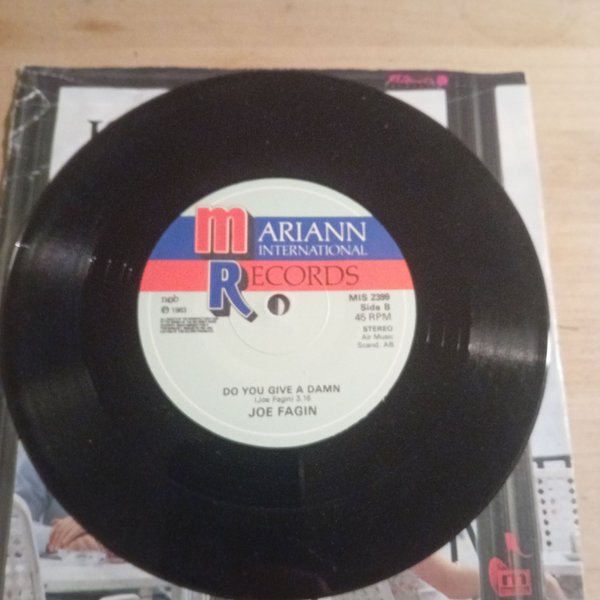 MARIANN
INTERNATIONAL
RECORDS
ncb
℗ 1983
MIS 2399
Side B
45 RPM
STEREO
Air Music
Scand. AB
DO YOU GIVE A DAMN
(Joe Fagin) 3.16
JOE FAGIN